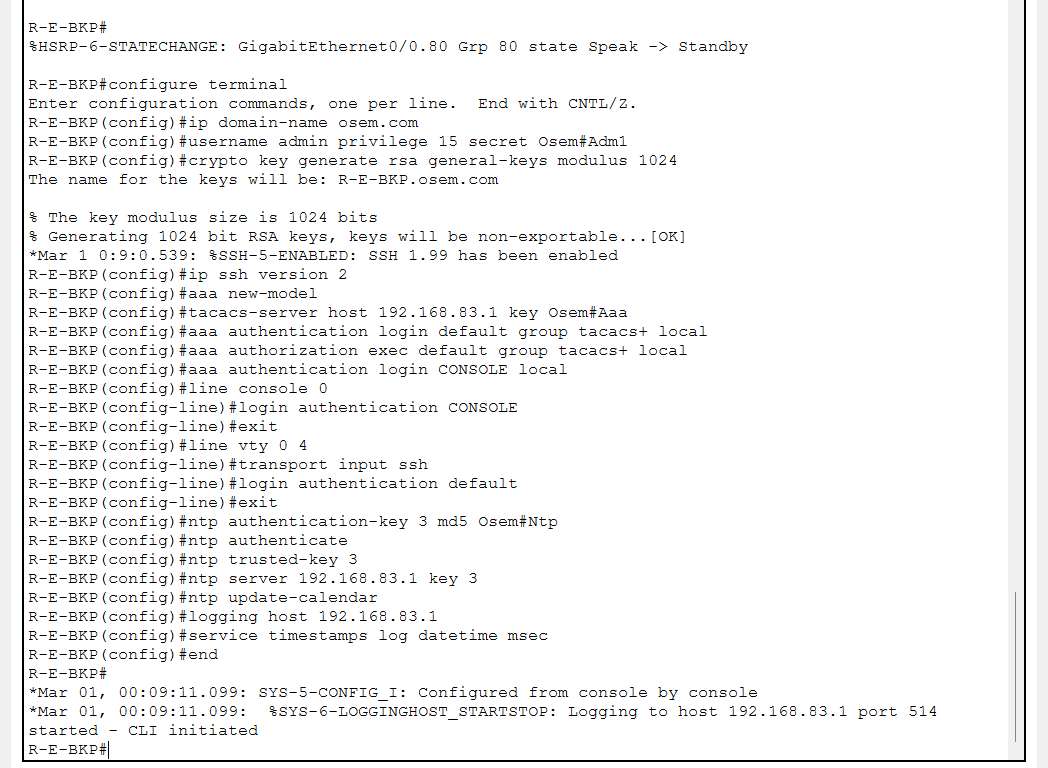 R-E-BKP#
%HSRP-6-STATECHANGE: GigabitEthernet0/0.80 Grp 80 state Speak -> Standby
R-E-BKP#configure terminal
Enter configuration commands, one per line.  End with CNTL/Z.
R-E-BKP(config)#ip domain-name osem.com
R-E-BKP(config)#username admin privilege 15 secret Osem#Adm1
R-E-BKP(config)#crypto key generate rsa general-keys modulus 1024
The name for the keys will be: R-E-BKP.osem.com
% The key modulus size is 1024 bits
% Generating 1024 bit RSA keys, keys will be non-exportable...[OK]
*Mar 1 0:9:0.539: %SSH-5-ENABLED: SSH 1.99 has been enabled
R-E-BKP(config)#ip ssh version 2
R-E-BKP(config)#aaa new-model
R-E-BKP(config)#tacacs-server host 192.168.83.1 key Osem#Aaa
R-E-BKP(config)#aaa authentication login default group tacacs+ local
R-E-BKP(config)#aaa authorization exec default group tacacs+ local
R-E-BKP(config)#aaa authentication login CONSOLE local
R-E-BKP(config)#line console 0
R-E-BKP(config-line)#login authentication CONSOLE
R-E-BKP(config-line)#exit
R-E-BKP(config)#line vty 0 4
R-E-BKP(config-line)#transport input ssh
R-E-BKP(config-line)#login authentication default
R-E-BKP(config-line)#exit
R-E-BKP(config)#ntp authentication-key 3 md5 Osem#Ntp
R-E-BKP(config)#ntp authenticate
R-E-BKP(config)#ntp trusted-key 3
R-E-BKP(config)#ntp server 192.168.83.1 key 3
R-E-BKP(config)#ntp update-calendar
R-E-BKP(config)#logging host 192.168.83.1
R-E-BKP(config)#service timestamps log datetime msec
R-E-BKP(config)#end
R-E-BKP#
*Mar 01, 00:09:11.099: SYS-5-CONFIG_I: Configured from console by console
*Mar 01, 00:09:11.099:  %SYS-6-LOGGINGHOST_STARTSTOP: Logging to host 192.168.83.1 port 514
started - CLI initiated
R-E-BKP#